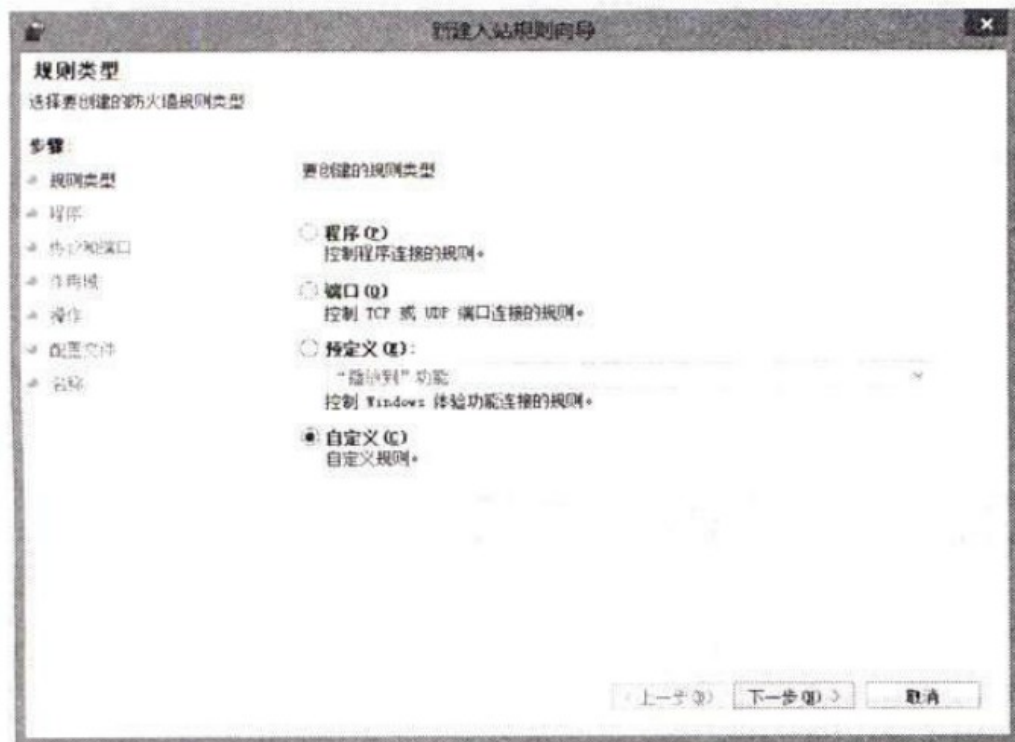 新建入站规则向导
规则类型
选择要创建的防火墙规则类型
步骤:
规则类型
程序
协议和端口
作用域
操作
配置文件
名称
要创建的规则类型
程序(P)
控制程序连接的规则。
端口(O)
控制 TCP 或 UDP 端口连接的规则。
预定义(E):
“播放到”功能
控制 Windows 体验功能连接的规则。
自定义(C)
自定义规则。
<上一步(B)
下一步(N) >
取消